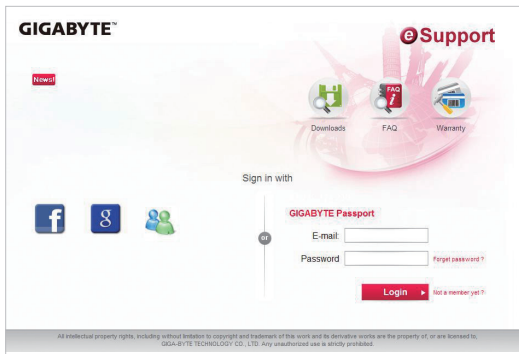 GIGABYTE™
eSupport
News!
FAQ
Downloads
FAQ
Warranty
Sign in with
f
g
or
GIGABYTE Passport
E-mail:
Password
Forget password ?
Login
Not a member yet ?
All intellectual property rights, including without limitation to copyright and trademark of this work and its derivative works are the property of, or are licensed to,
GIGA-BYTE TECHNOLOGY CO., LTD. Any unauthorized use is strictly prohibited.